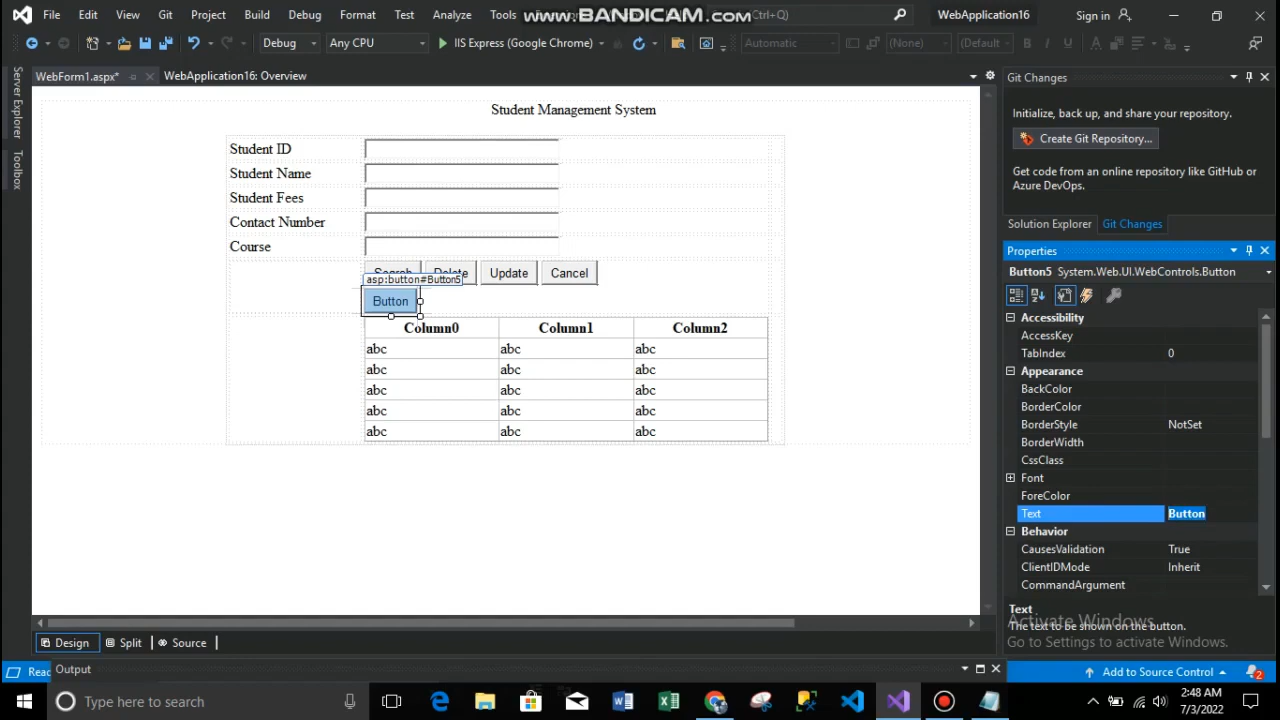 File Edit View Git Project Build Debug Format Test Analyze Tools www.BANDICAM.com Ctrl+Q) WebApplication16 Sign in
Debug Any CPU IIS Express (Google Chrome) Automatic (None) (Default B I U A
WebForm1.aspx* WebApplication16: Overview
Server Explorer
Toolbox
Student Management System
Student ID
Student Name
Student Fees
Contact Number
Course
Search Delete Update Cancel
asp:button#Button5
Button
Column0 Column1 Column2
abc abc abc
abc abc abc
abc abc abc
abc abc abc
abc abc abc
Design Split Source
Output
Git Changes
Initialize, back up, and share your repository.
Create Git Repository...
Get code from an online repository like GitHub or
Azure DevOps.
Solution Explorer Git Changes
Properties
Button5 System.Web.UI.WebControls.Button
Accessibility
AccessKey
TabIndex 0
Appearance
BackColor
BorderColor
BorderStyle NotSet
BorderWidth
CssClass
Font
ForeColor
Text Button
Behavior
CausesValidation True
ClientIDMode Inherit
CommandArgument
Text
The text to be shown on the button.
Activate Windows
Go to Settings to activate Windows.
Add to Source Control 2
Type here to search
2:48 AM
7/3/2022